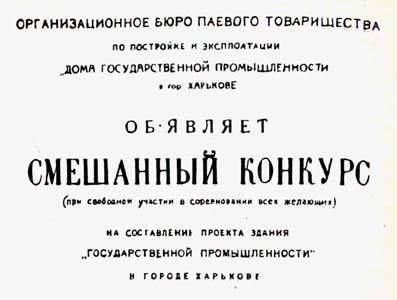 ОРГАНИЗАЦИОННОЕ БЮРО ПАЕВОГО ТОВАРИЩЕСТВА
ПО ПОСТРОЙКЕ И ЭКСПЛОАТАЦИИ
„ДОМА ГОСУДАРСТВЕННОЙ ПРОМЫШЛЕННОСТИ
в гор ХАРЬКОВЕ
ОБ·ЯВЛЯЕТ
СМЕШАННЫЙ КОНКУРС
(при свободном участии в соревновании всех желающих)
НА СОСТАВЛЕНИЕ ПРОЕКТА ЗДАНИЯ
„ГОСУДАРСТВЕННОЙ ПРОМЫШЛЕННОСТИ"
В ГОРОДЕ ХАРЬКОВЕ